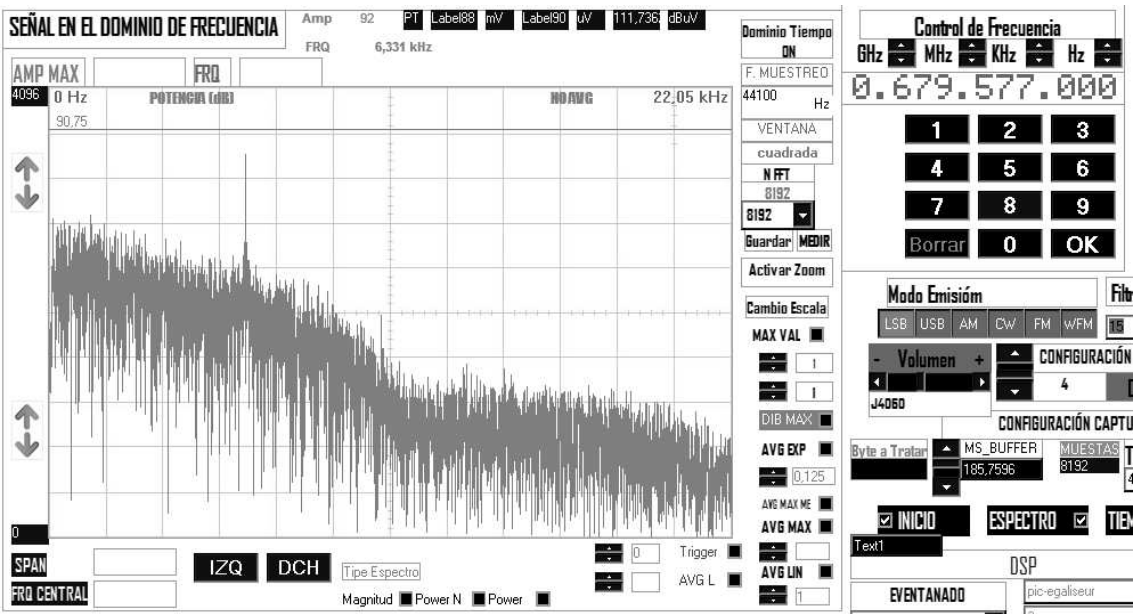 SEÑAL EN EL DOMINIO DE FRECUENCIA
Amp 92 PT Label88 mV Label90 uV 111,736 dBuV
FRQ 6,331 kHz
AMP MAX FRQ
4096 0 Hz POTENCIA (dB) NO AVG 22,05 kHz
90,75
0
SPAN
FRQ CENTRAL
IZQ DCH
Tipe Espectro
Magnitud Power N Power
0 Trigger
AVG L
Dominio Tiempo
ON
F. MUESTREO
44100 Hz
VENTANA
cuadrada
N FFT
8192
8192
Guardar MEDIR
Activar Zoom
Cambio Escala
MAX VAL
1
1
DIB MAX
AVG EXP
0,125
AVG MAX ME
AVG MAX
AVG LIN
1
Control de Frecuencia
GHz MHz KHz Hz
0.679.577.000
1 2 3
4 5 6
7 8 9
Borrar 0 OK
Modo Emisióm
LSB USB AM CW FM WFM
15
- Volumen +
J4060
CONFIGURACIÓN
4
CONFIGURACIÓN CAPTU
Byte a Tratar
MS_BUFFER
185,7596
MUESTAS
8192
INICIO ESPECTRO TIEM
Text1
DSP
EVENTANADO
pic-egaliseur